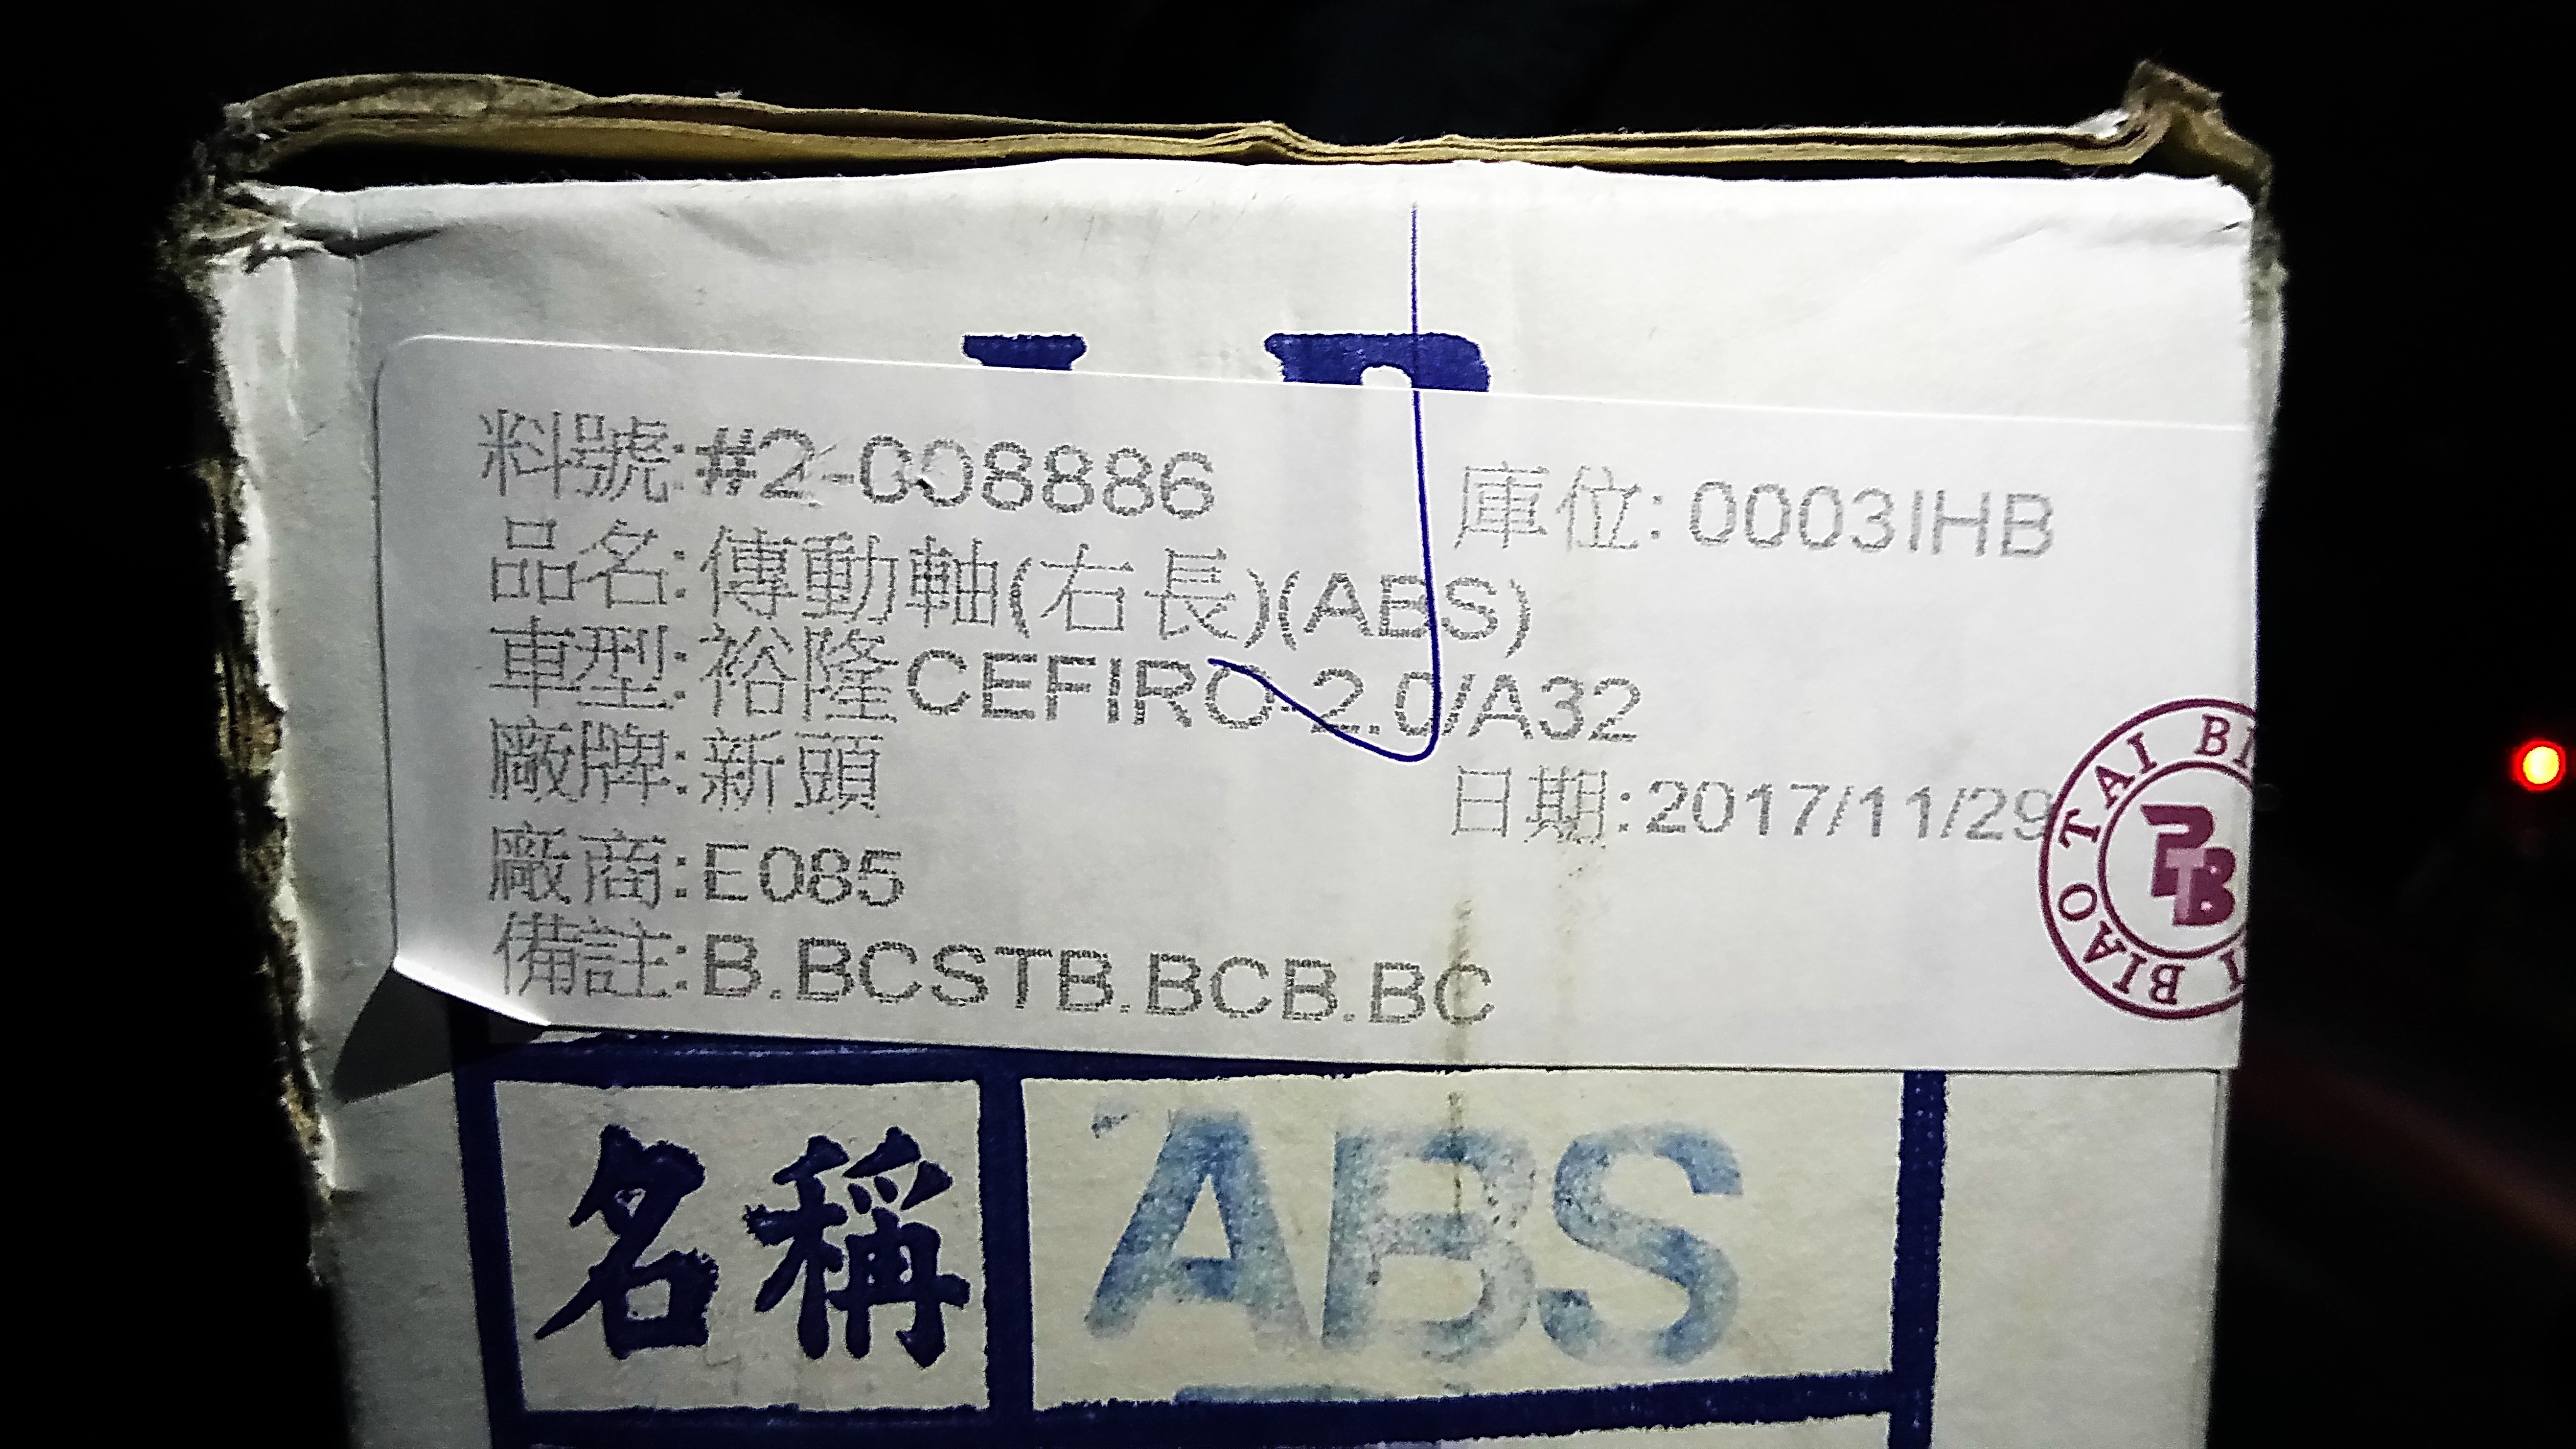 料號:#2-008886
庫位:0003IHB
品名:傳動軸(右長)(ABS)
車型:裕隆CEFIRO-2.0/A32
廠牌:新頭
日期:2017/11/29
廠商:E085
備註:B.BCSTB.BCB.BC
TAI BIAO
PTB
名稱
ABS